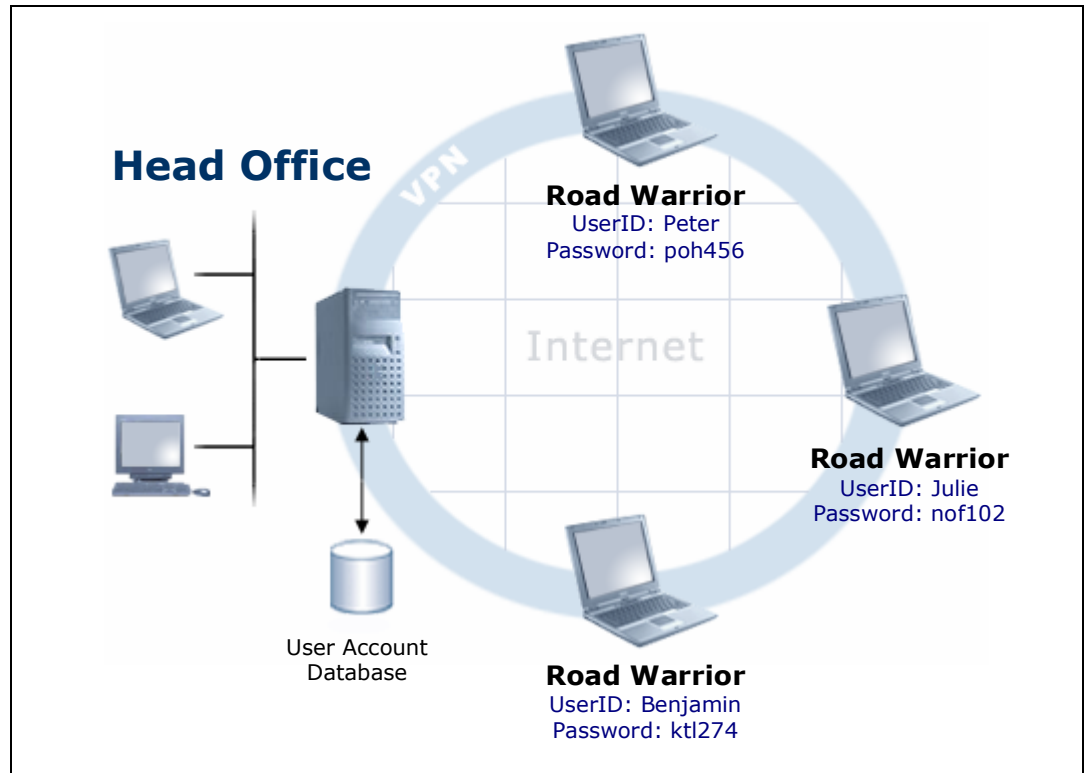 Head Office
VPN
Road Warrior
UserID: Peter
Password: poh456
Internet
Road Warrior
UserID: Julie
Password: nof102
User Account
Database
Road Warrior
UserID: Benjamin
Password: ktl274